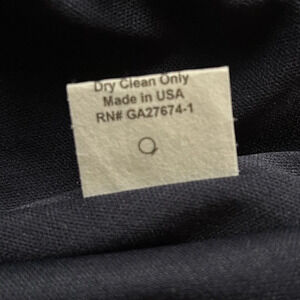 Dry Clean Only
Made in USA
RN# GA27674-1